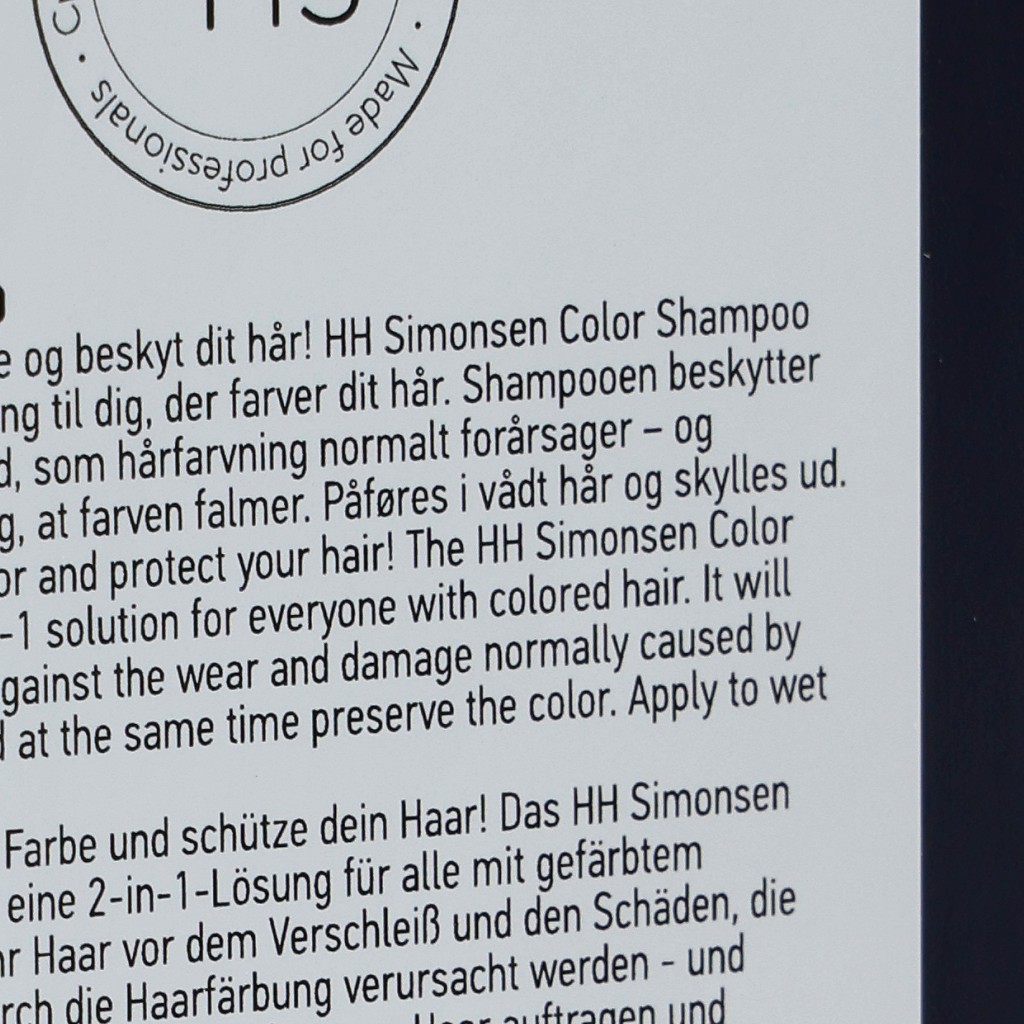 · Made for professionals ·
e og beskyt dit hår! HH Simonsen Color Shampoo
ng til dig, der farver dit hår. Shampooen beskytter
d, som hårfarvning normalt forårsager – og
g, at farven falmer. Påføres i vådt hår og skylles ud.
or and protect your hair! The HH Simonsen Color
-1 solution for everyone with colored hair. It will
gainst the wear and damage normally caused by
d at the same time preserve the color. Apply to wet
Farbe und schütze dein Haar! Das HH Simonsen
eine 2-in-1-Lösung für alle mit gefärbtem
hr Haar vor dem Verschleiß und den Schäden, die
rch die Haarfärbung verursacht werden - und
Haar auftragen und